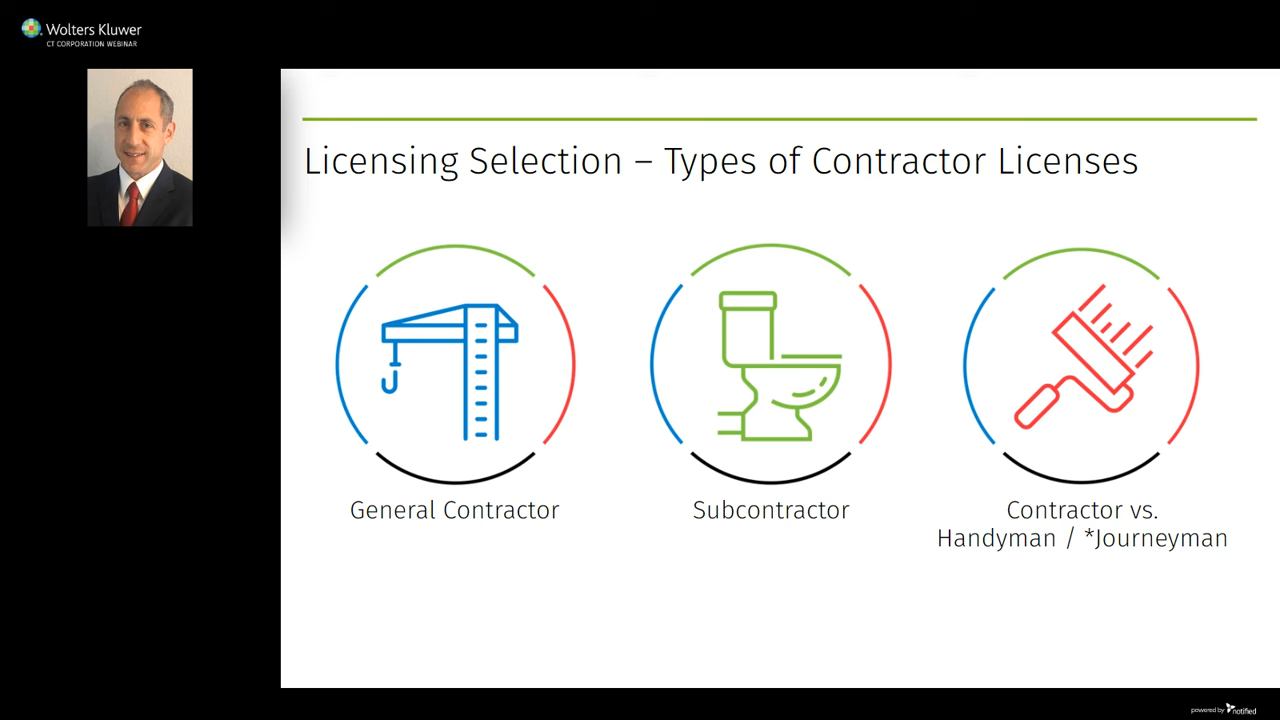 Wolters Kluwer
CT CORPORATION WEBINAR
Licensing Selection – Types of Contractor Licenses
General Contractor
Subcontractor
Contractor vs.
Handyman / *Journeyman
powered by notified